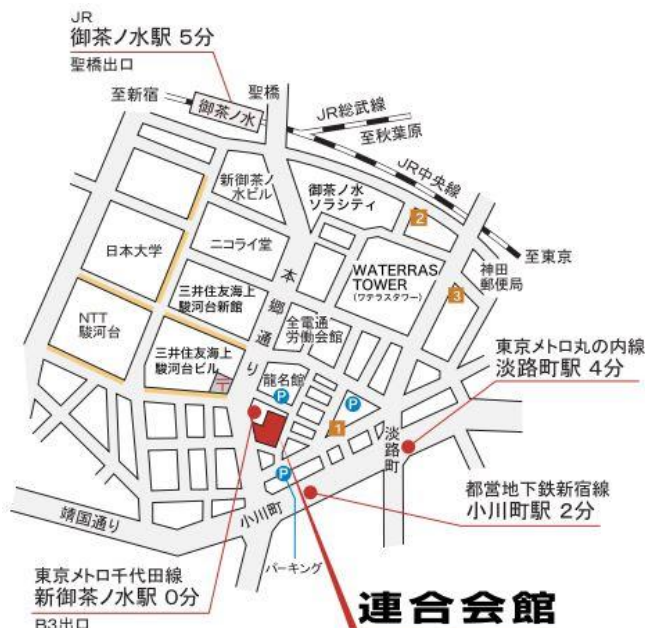 JR
御茶ノ水駅 5分
聖橋出口
至新宿
御茶ノ水
聖橋
JR総武線
至秋葉原
JR中央線
新御茶ノ
水ビル
御茶ノ水
ソラシティ
2
至東京
日本大学
ニコライ堂
本郷通り
WATERRAS
TOWER
(ワテラスタワー)
神田
郵便局
3
三井住友海上
駿河台新館
NTT
駿河台
全電通
労働会館
三井住友海上
駿河台ビル
〒
龍名館
P
P
1
東京メトロ丸の内線
淡路町駅 4分
淡路町
P
都営地下鉄新宿線
小川町駅 2分
靖国通り
小川町
パーキング
東京メトロ千代田線
新御茶ノ水駅 0分
B3出口
連合会館